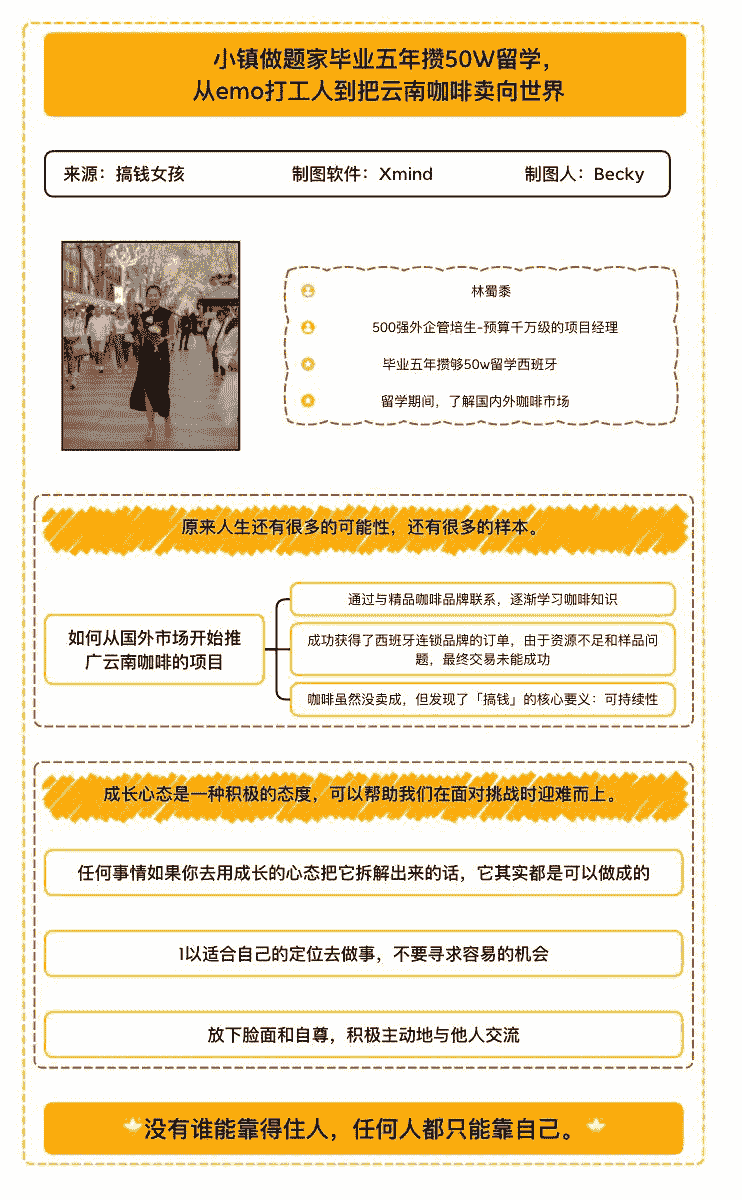 小镇做题家毕业五年攒50W留学，
从emo打工人到把云南咖啡卖向世界
来源：搞钱女孩 制图软件：Xmind 制图人：Becky
林蜀黍
500强外企管培生-预算千万级的项目经理
毕业五年攒够50w留学西班牙
留学期间，了解国内外咖啡市场
原来人生还有很多的可能性，还有很多的样本。
如何从国外市场开始推
广云南咖啡的项目
通过与精品咖啡品牌联系，逐渐学习咖啡知识
成功获得了西班牙连锁品牌的订单，由于资源不足和样品问
题，最终交易未能成功
咖啡虽然没卖成，但发现了「搞钱」的核心要义：可持续性
成长心态是一种积极的态度，可以帮助我们在面对挑战时迎难而上。
任何事情如果你去用成长的心态把它拆解出来的话，它其实都是可以做成的
1以适合自己的定位去做事，不要寻求容易的机会
放下脸面和自尊，积极主动地与他人交流
没有谁能靠得住人，任何人都只能靠自己。